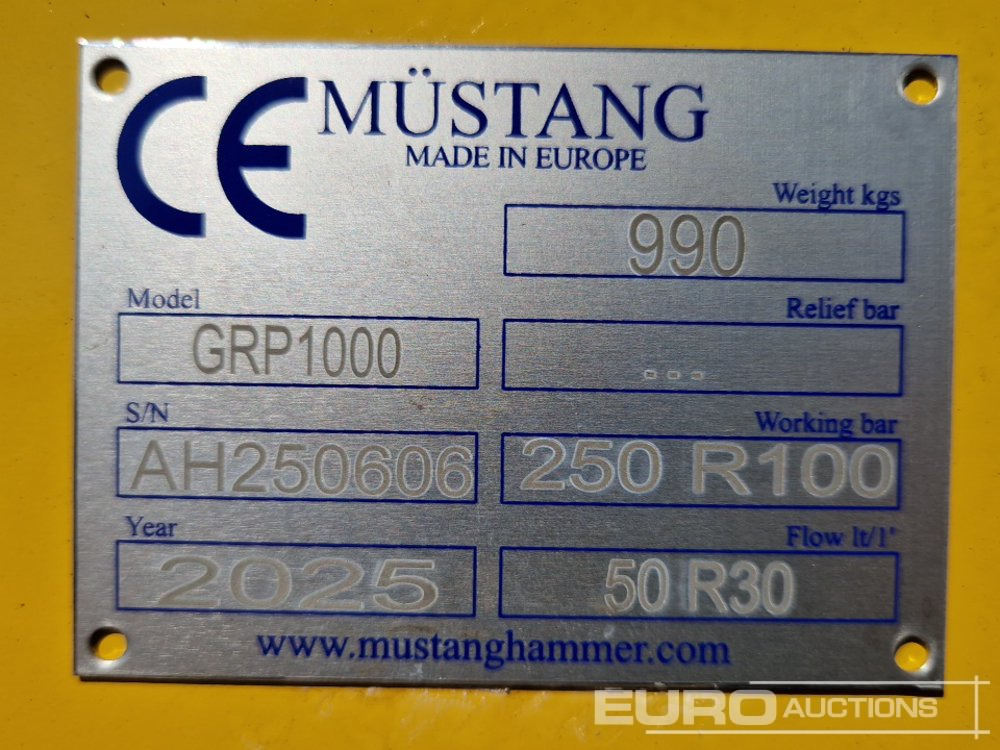 CE MÜSTANG
MADE IN EUROPE
Weight kgs
990
Model
GRP1000
Relief bar
...
S/N
AH250606
Working bar
250 R100
Year
2025
Flow lt/1'
50 R30
www.mustanghammer.com
EURO AUCTIONS